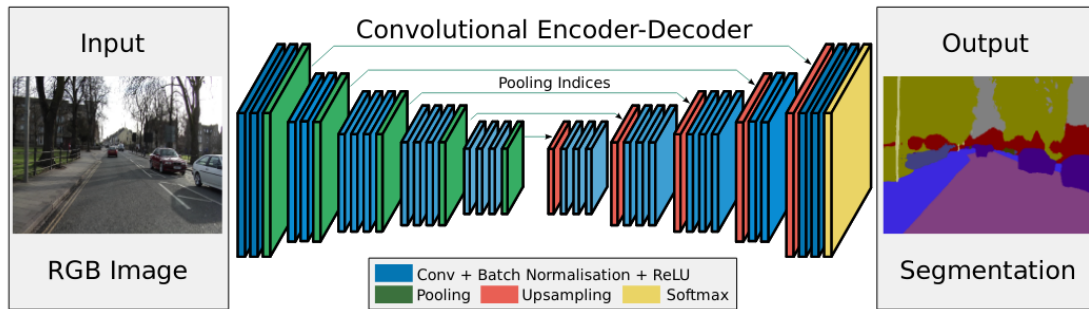 Input
RGB Image
Convolutional Encoder-Decoder
Pooling Indices
Conv + Batch Normalisation + ReLU
Pooling Upsampling Softmax
Output
Segmentation